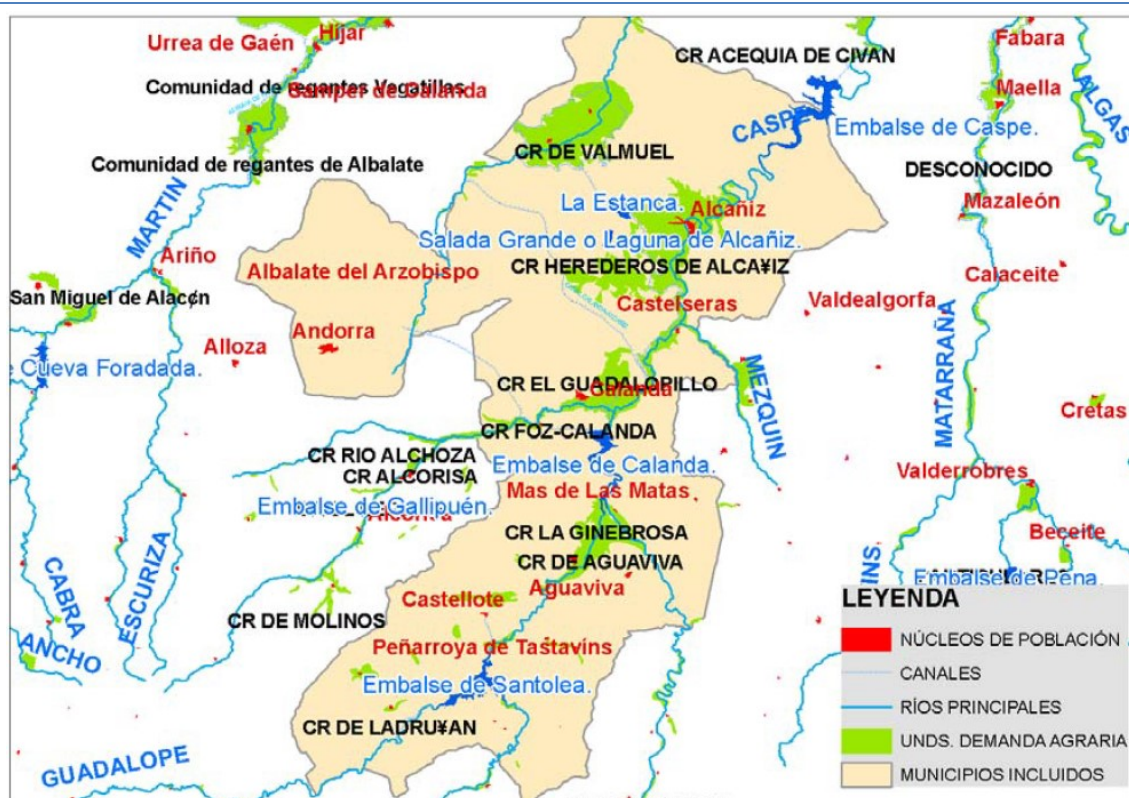 Urrea de Gaén
Híjar
CR ACEQUIA DE CIVAN
Fabara
Comunidad de regantes Vegatillas
Samper de Calanda
Maella
ALGAS
CASPE
Embalse de Caspe.
CR DE VALMUEL
Comunidad de regantes de Albalate
DESCONOCIDO
La Estanca.
Alcañiz
Mazaleón
MARTIN
Salada Grande o Laguna de Alcañiz.
Ariño
Albalate del Arzobispo
CR HEREDEROS DE ALCA¥IZ
Calaceite
San Miguel de Alacón
Castelseras
Valdealgorfa
Andorra
Alloza
Cueva Foradada.
MEZQUIN
MATARRAÑA
CR EL GUADALOPILLO
Calanda
Cretas
CR FOZ-CALANDA
CR RIO ALCHOZA
CR ALCORISA
Embalse de Calanda.
Valderrobres
Embalse de Gallipuén.
Mas de Las Matas
CR LA GINEBROSA
Beceite
CR DE AGUAVIVA
Embalse de Pena.
Aguaviva
CABRA
ESCURIZA
Castellote
CR DE MOLINOS
ANCHO
Peñarroya de Tastavins
Embalse de Santolea.
CR DE LADRU¥AN
GUADALOPE
LEYENDA
NÚCLEOS DE POBLACIÓN
CANALES
RÍOS PRINCIPALES
UNDS. DEMANDA AGRARIA
MUNICIPIOS INCLUIDOS